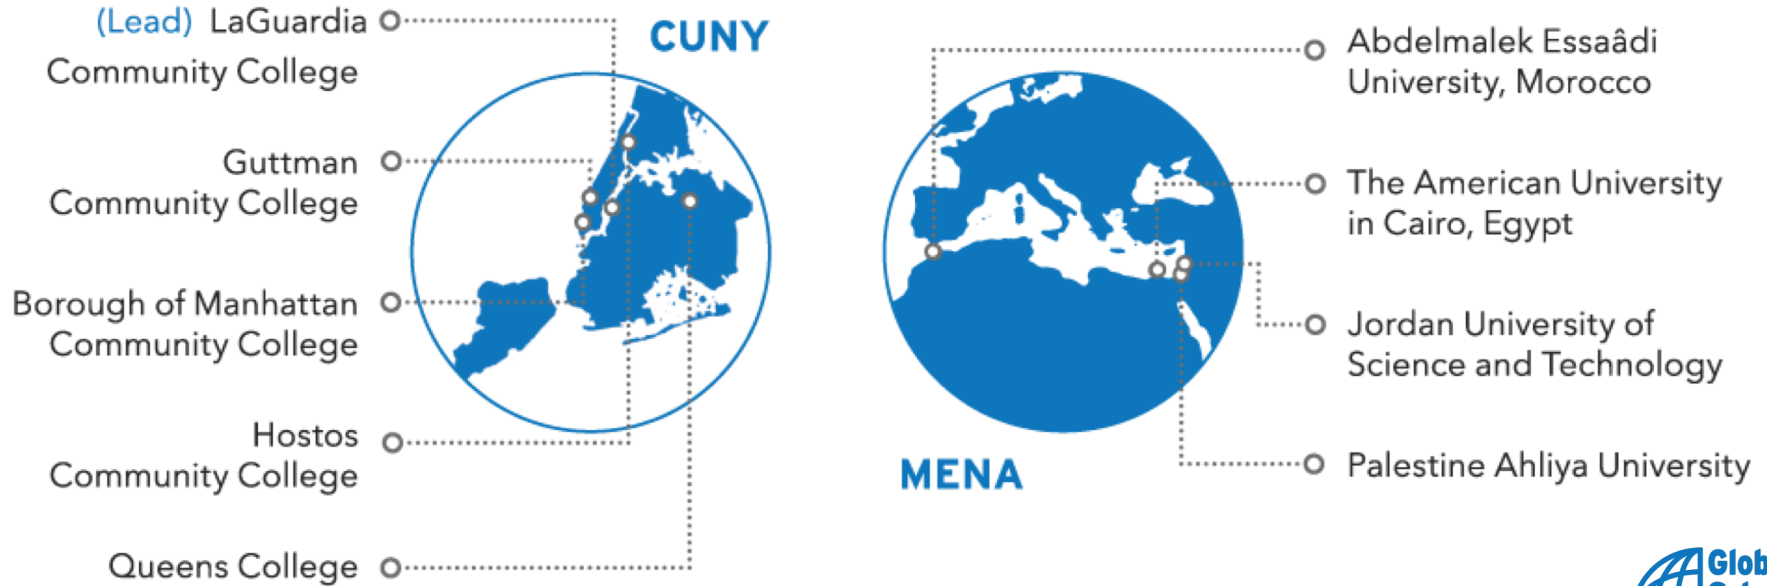 (Lead) LaGuardia
Community College
Guttman
Community College
Borough of Manhattan
Community College
Hostos
Community College
Queens College
CUNY
MENA
Abdelmalek Essaâdi
University, Morocco
The American University
in Cairo, Egypt
Jordan University of
Science and Technology
Palestine Ahliya University